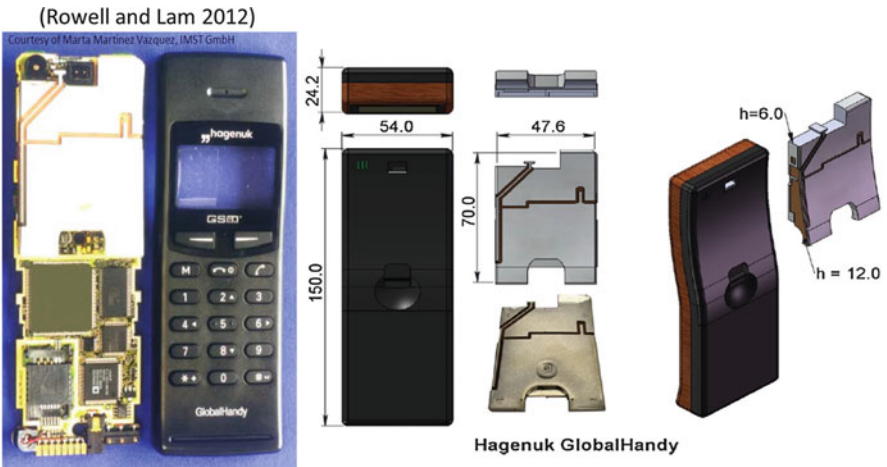 (Rowell and Lam 2012)
Courtesy of Marta Martinez Vazquez, IMST GmbH
hagenuk
GSM
M
0
1
2
3
4
5
6
7
8
9
*
0
#
GlobalHandy
24.2
54.0
150.0
47.6
70.0
h=6.0
h = 12.0
Hagenuk GlobalHandy